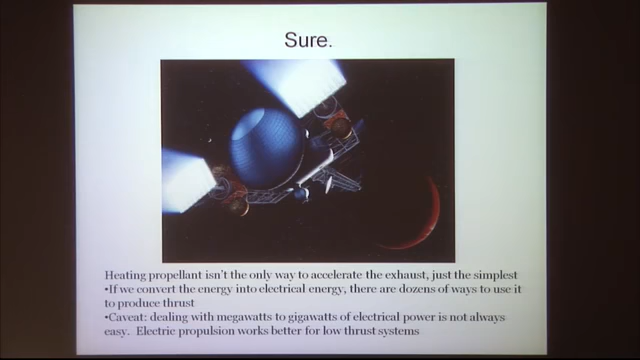 Sure.
Heating propellant isn't the only way to accelerate the exhaust, just the simplest
•If we convert the energy into electrical energy, there are dozens of ways to use it
to produce thrust
•Caveat: dealing with megawatts to gigawatts of electrical power is not always
easy.  Electric propulsion works better for low thrust systems